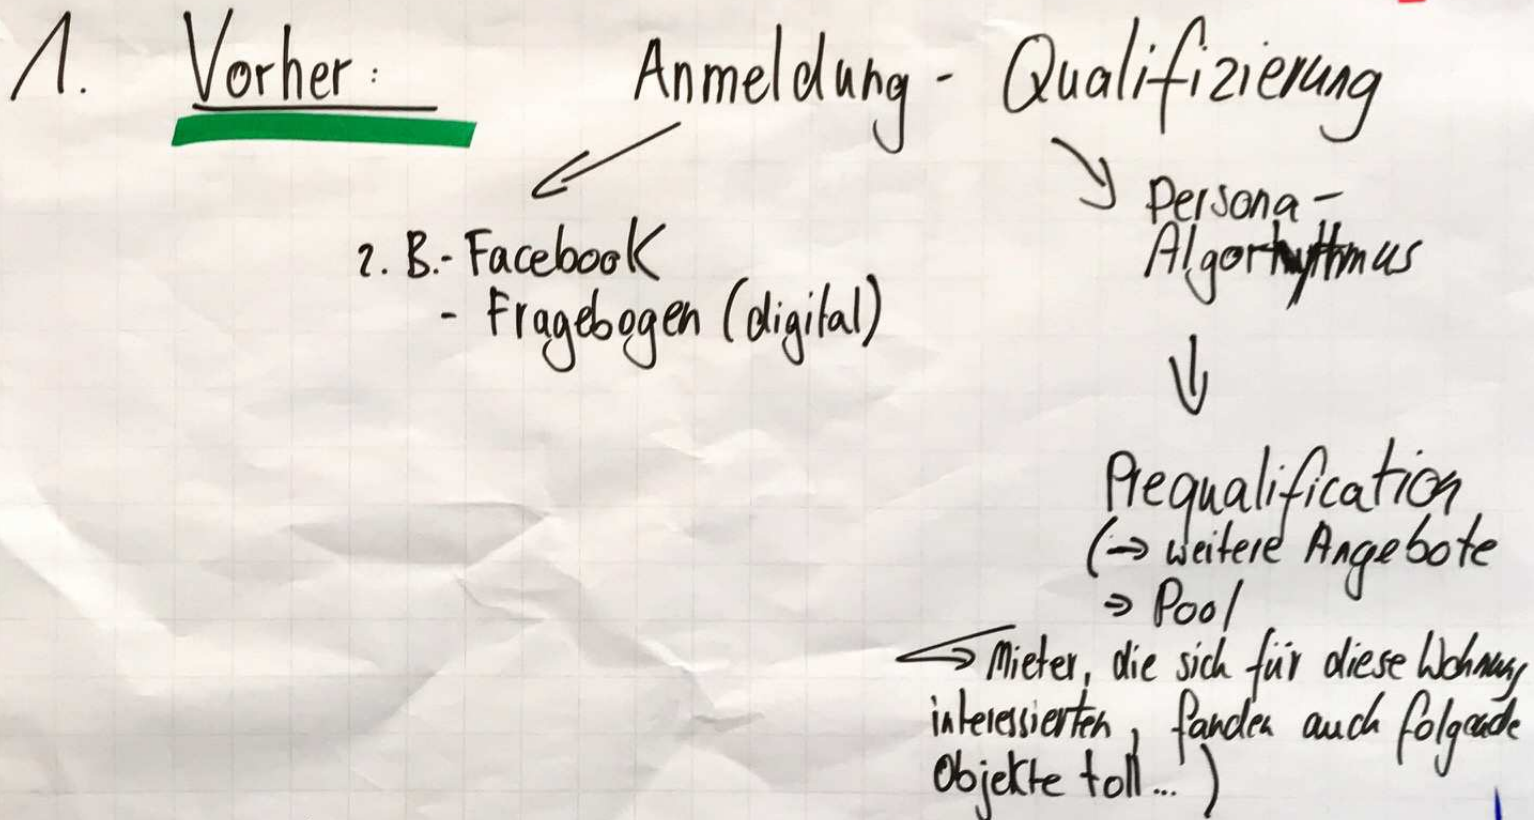 1. Vorher: Anmeldung - Qualifizierung
z. B. - Facebook
- Fragebogen (digital)
Persona-
Algorhythmus
↓
Prequalification
(→ weitere Angebote
⇒ Pool
→ Mieter, die sich für diese Wohnung
interessierten, fanden auch folgende
Objekte toll... )